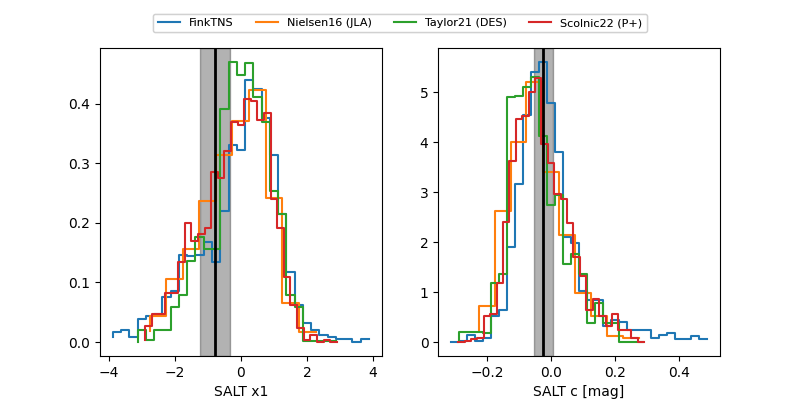 FinkTNS Nielsen16 (JLA) Taylor21 (DES) Scolnic22 (P+)
0.4
0.3
0.2
0.1
0.0
−4 −2 0 2 4
SALT x1
5
4
3
2
1
0
−0.2 0.0 0.2 0.4
SALT c [mag]